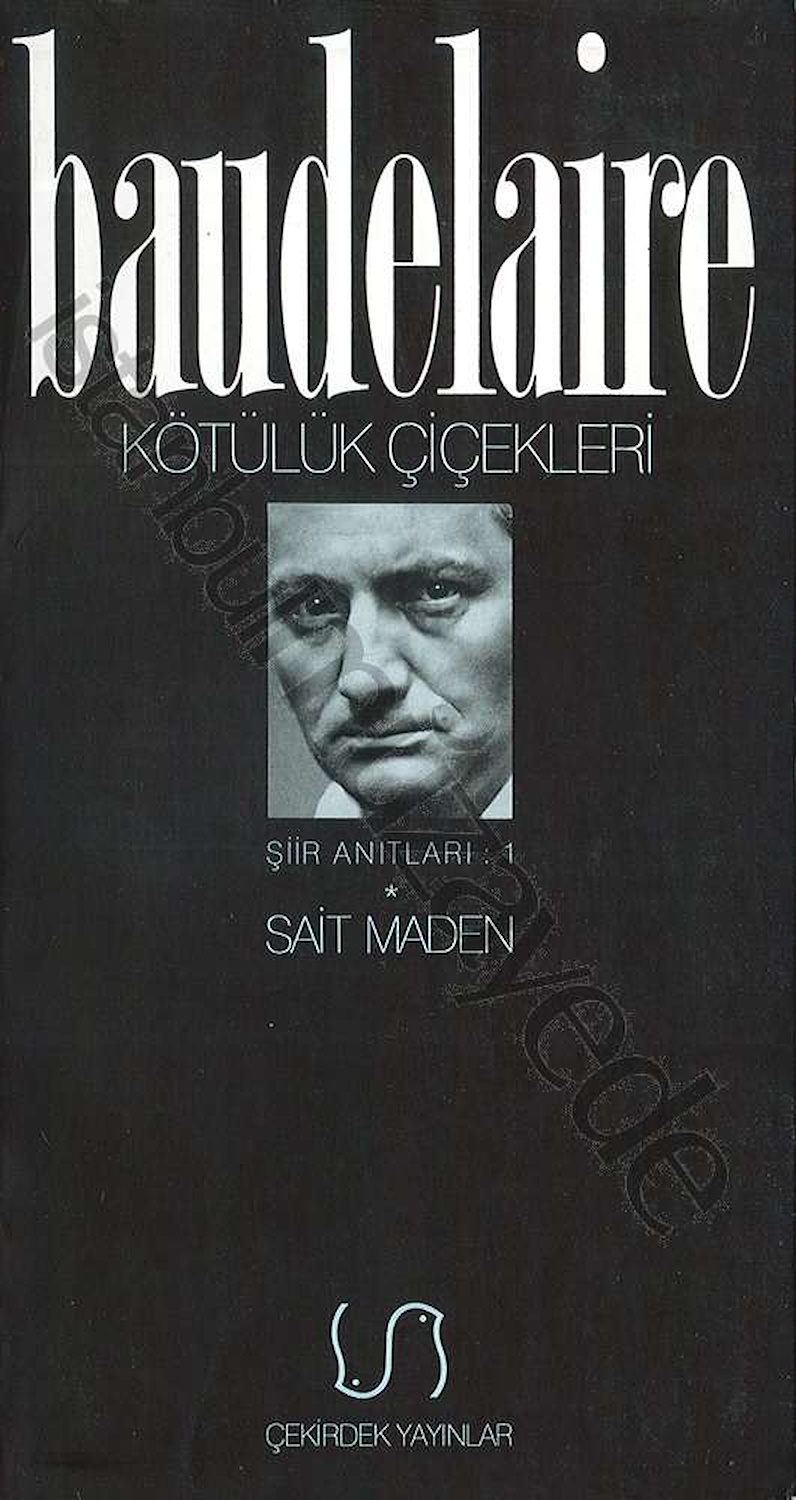 baudelaire
KÖTÜLÜK ÇİÇEKLERİ
ŞİİR ANITLARI : 1
*
SAİT MADEN
ÇEKİRDEK YAYINLAR